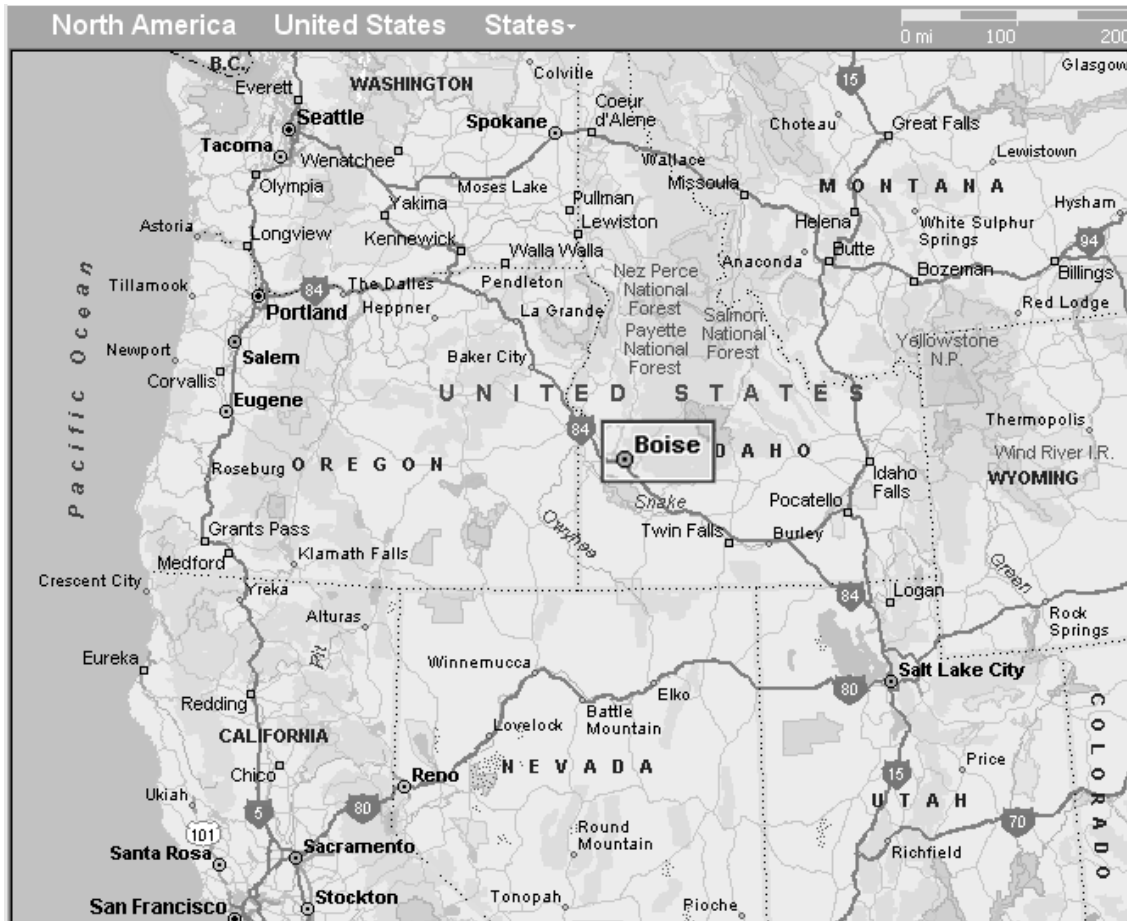 North America United States States
0 mi 100 200
B.C.
WASHINGTON
Colville
Glasgow
15
Everett
Coeur
d'Alene
Choteau
Great Falls
Seattle
Spokane
Tacoma
Wenatchee
Wallace
Lewistown
Olympia
Moses Lake
Missoula
MONTANA
Pullman
Yakima
Helena
Hysham
Astoria
Longview
Lewiston
White Sulphur
Springs
Kennewick
Walla Walla
Anaconda
Butte
94
Bozeman
Billings
Nez Perce
National
Forest
Tillamook
84
The Dalles
Pendleton
Portland
Heppner
La Grande
Red Lodge
Salmon
National
Forest
Payette
National
Forest
Yellowstone
N.P.
Salem
Newport
Baker City
Corvallis
UNITED STATES
Eugene
Thermopolis
84
Boise
IDAHO
Wind River I.R.
WYOMING
Pacific Ocean
Roseburg
OREGON
Idaho
Falls
Snake
Pocatello
Owyhee
Grants Pass
Twin Falls
Burley
Medford
Klamath Falls
Green
Crescent City
Yreka
84
Logan
Alturas
Rock
Springs
Pit
Eureka
Winnemucca
Salt Lake City
80
Elko
Redding
Battle
Mountain
Lovelock
CALIFORNIA
COLORADO
Chico
Reno
NEVADA
15
Price
Ukiah
5
80
UTAH
70
101
Round
Mountain
Santa Rosa
Sacramento
Richfield
San Francisco
Stockton
Tonopah
Pioche